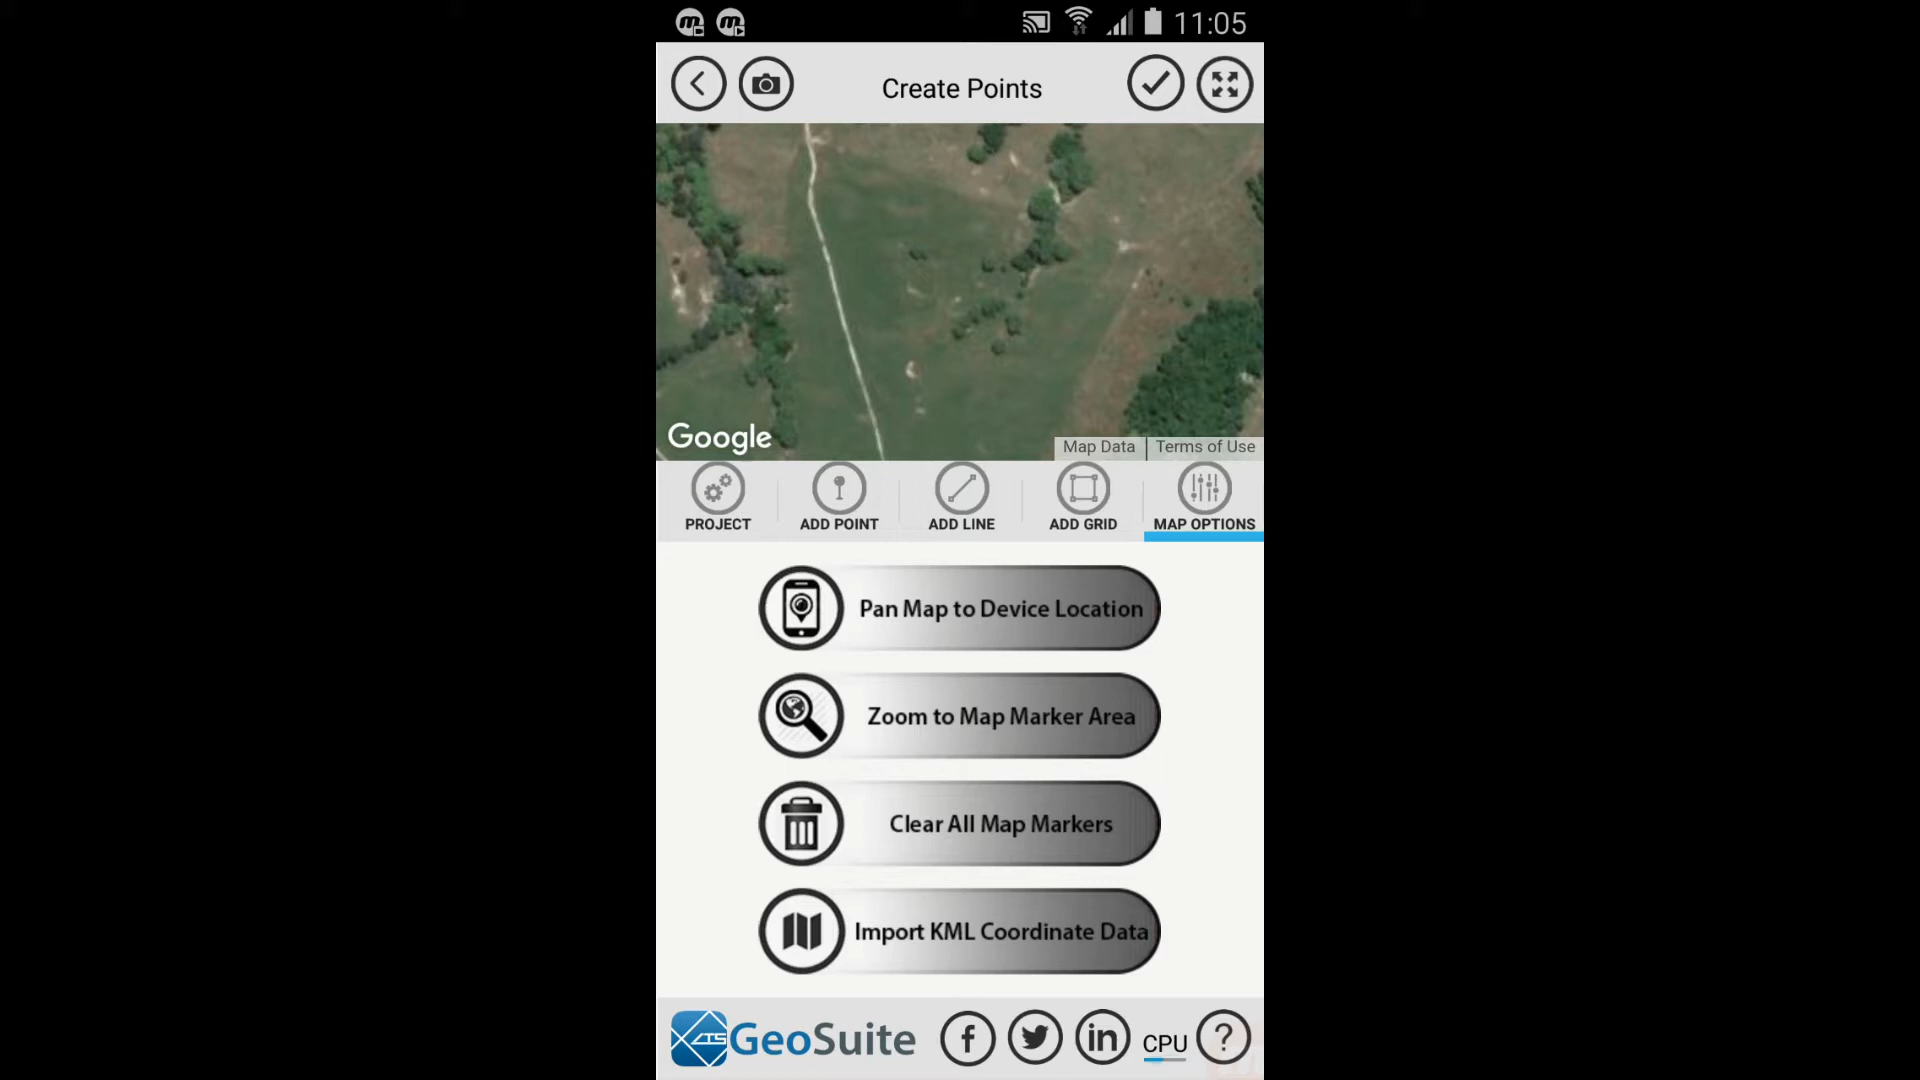 11:05
Create Points
Google
Map Data
Terms of Use
PROJECT
ADD POINT
ADD LINE
ADD GRID
MAP OPTIONS
Pan Map to Device Location
Zoom to Map Marker Area
Clear All Map Markers
Import KML Coordinate Data
ATS GeoSuite
f
in
CPU
?